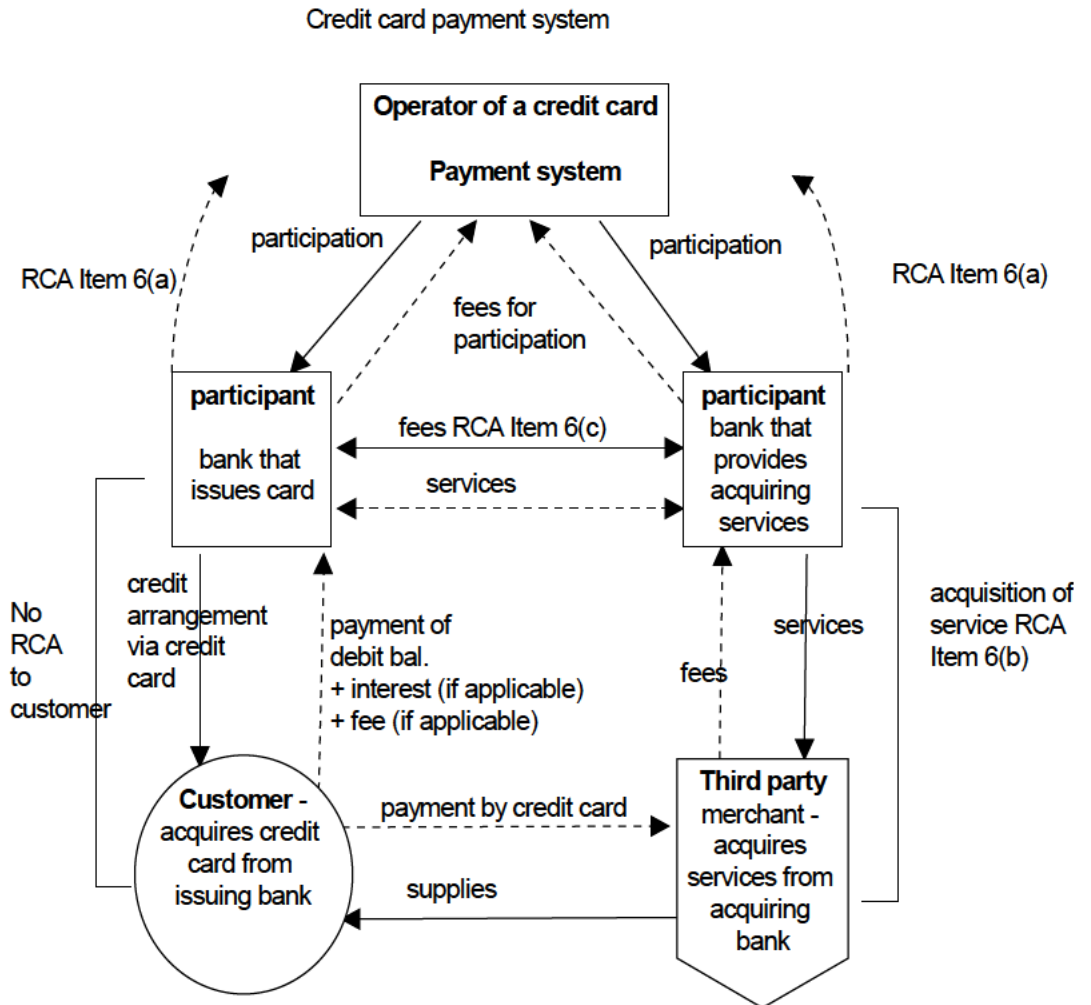 Credit card payment system
Operator of a credit card
Payment system
participation
participation
RCA Item 6(a)
RCA Item 6(a)
fees for
participation
participant
bank that
issues card
participant
bank that
provides
acquiring
services
fees RCA Item 6(c)
services
No
RCA
to
customer
credit
arrangement
via credit
card
payment of
debit bal.
+ interest (if applicable)
+ fee (if applicable)
fees
services
acquisition of
service RCA
Item 6(b)
Customer -
acquires credit
card from
issuing bank
payment by credit card
supplies
Third party
merchant -
acquires
services from
acquiring
bank